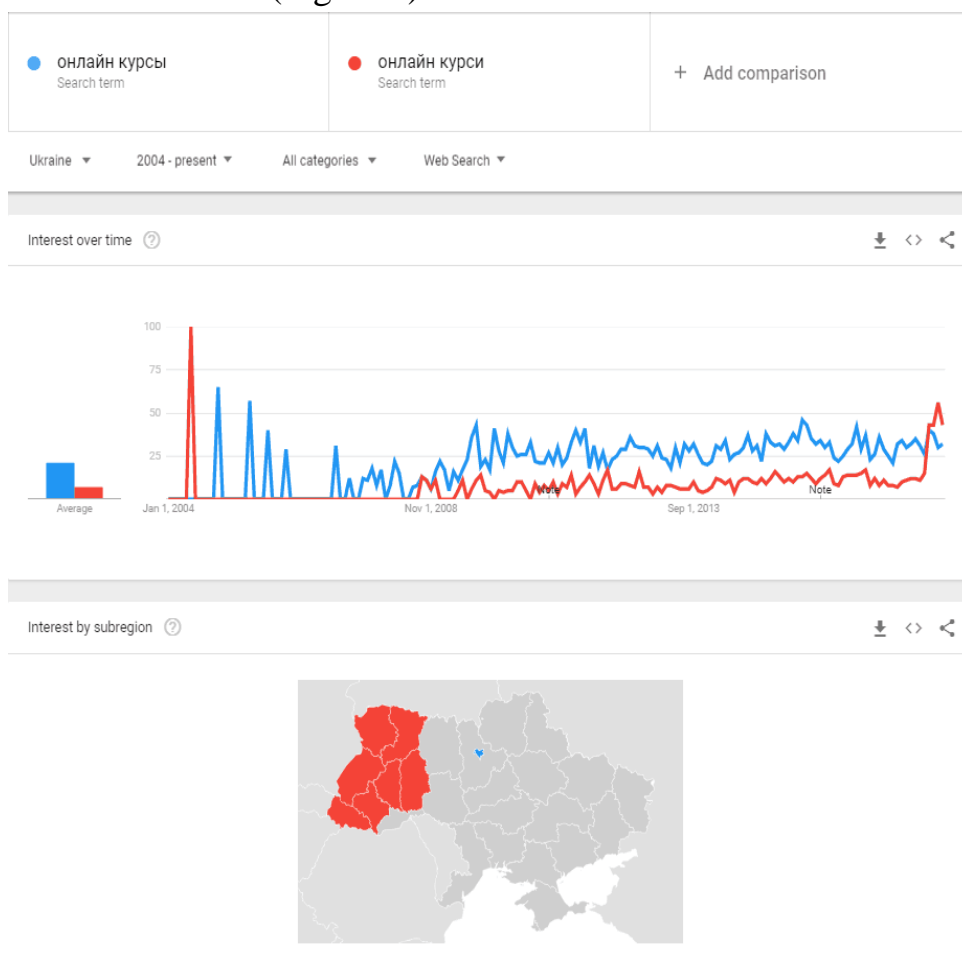 онлайн курсы
Search term
онлайн курси
Search term
+ Add comparison
Ukraine
2004 - present
All categories
Web Search
Interest over time
100
75
50
25
Average
Jan 1, 2004
Nov 1, 2008
Sep 1, 2013
Note
Note
Interest by subregion